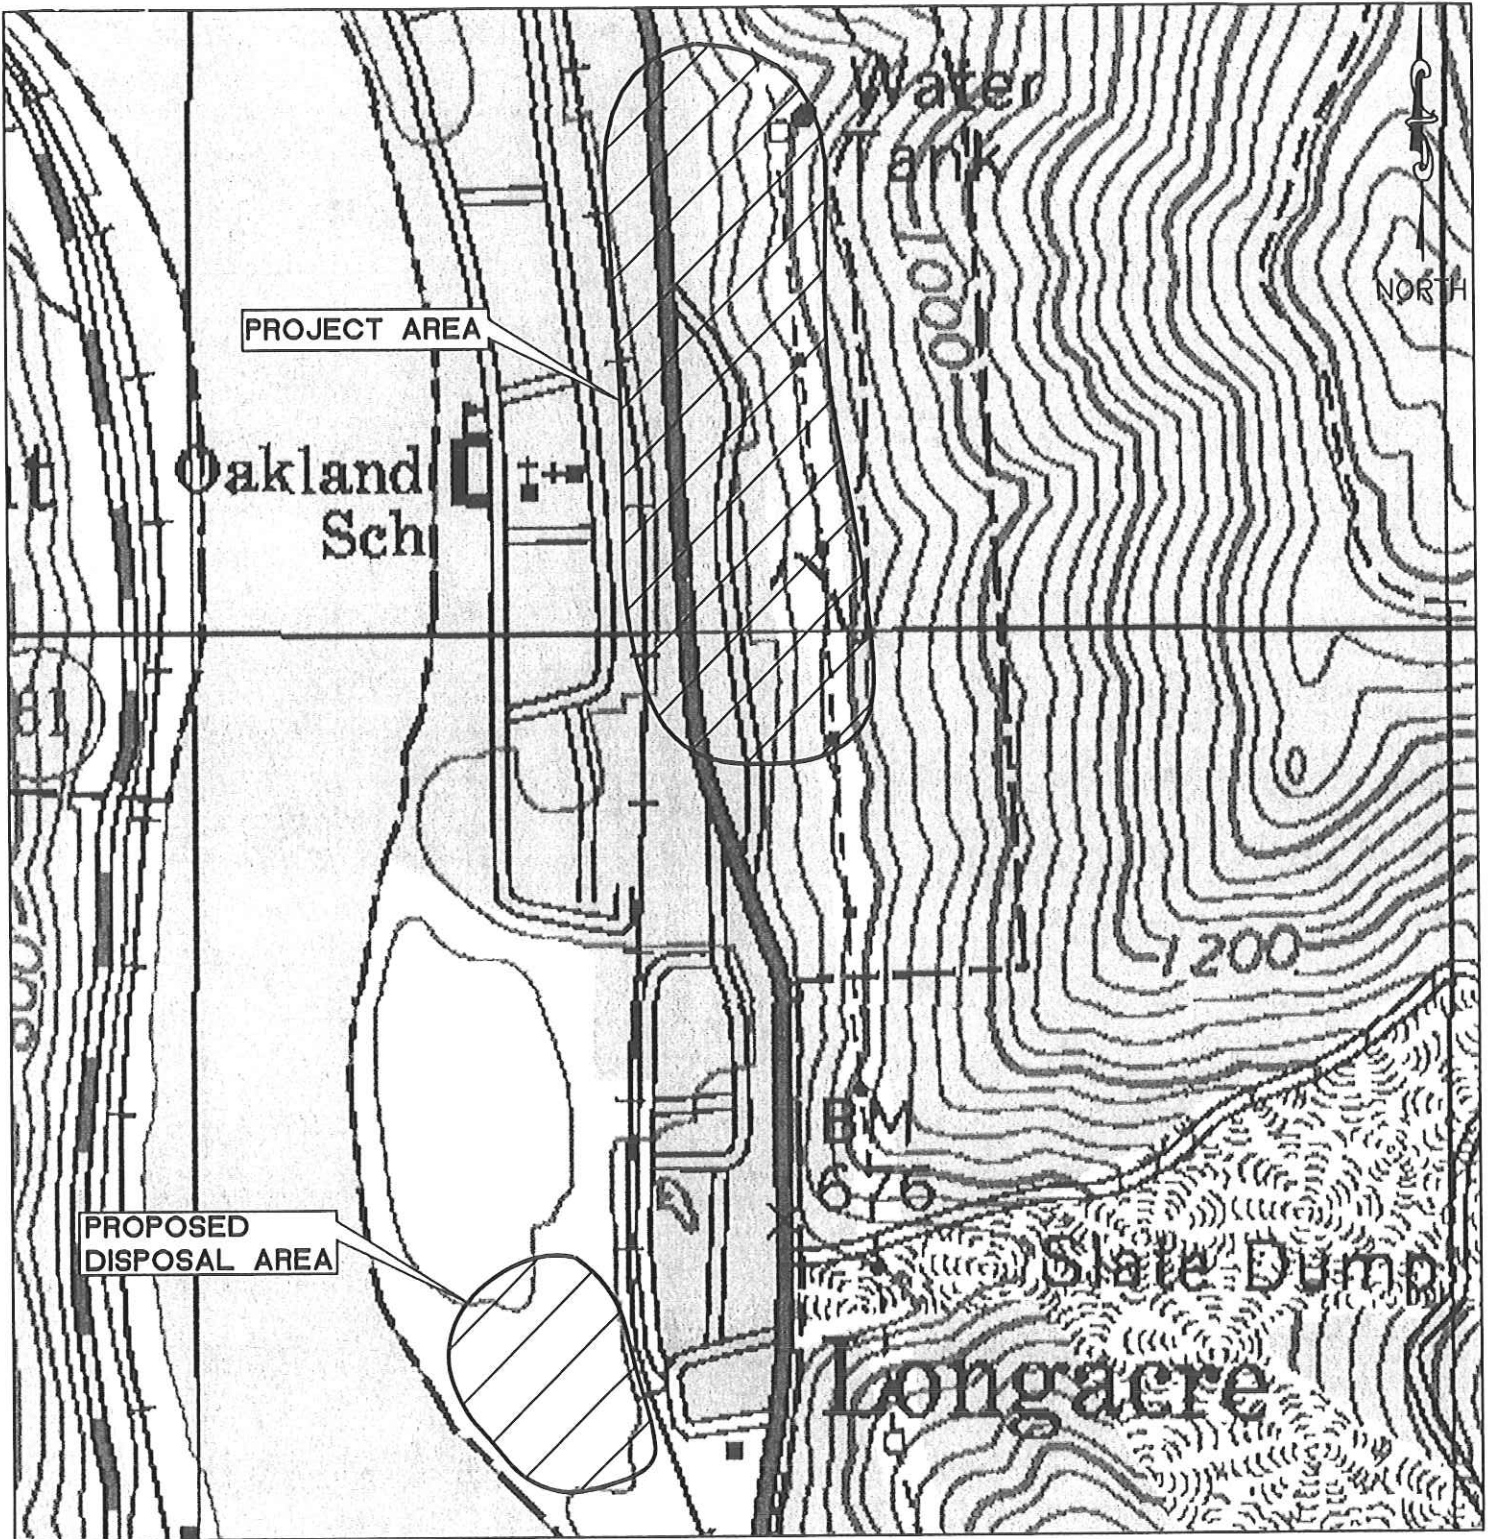 Water
Tank
1000
NORTH
PROJECT AREA
Oakland
Sch
61
1200
BM
676
PROPOSED
DISPOSAL AREA
Slate Dump
Longacre